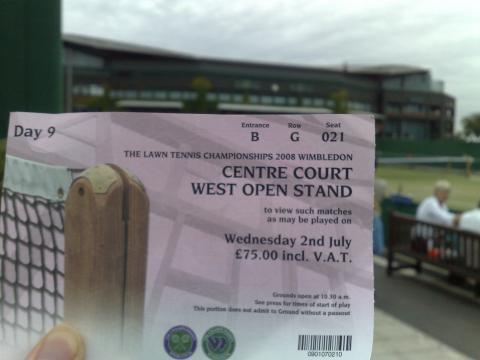 Day 9
Entrance Row Seat
B G 021
THE LAWN TENNIS CHAMPIONSHIPS 2008 WIMBLEDON
CENTRE COURT
WEST OPEN STAND
to view such matches
as may be played on
Wednesday 2nd July
£75.00 incl. V.A.T.
Grounds open at 10.30 a.m.
See press for times of start of play
This portion does not admit to Ground without a passout
0901070210